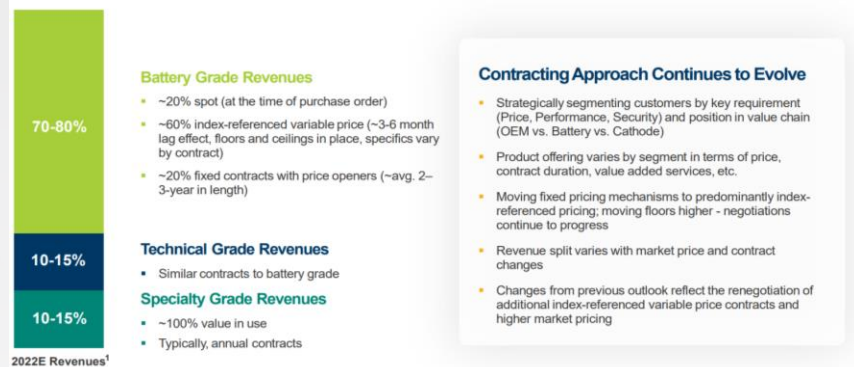 70-80%
10-15%
10-15%
2022E Revenues¹
Battery Grade Revenues
▪ ~20% spot (at the time of purchase order)
▪ ~60% index-referenced variable price (~3-6 month
lag effect, floors and ceilings in place, specifics vary
by contract)
▪ ~20% fixed contracts with price openers (~avg. 2–
3-year in length)
Technical Grade Revenues
▪ Similar contracts to battery grade
Specialty Grade Revenues
▪ ~100% value in use
▪ Typically, annual contracts
Contracting Approach Continues to Evolve
▪ Strategically segmenting customers by key requirement
(Price, Performance, Security) and position in value chain
(OEM vs. Battery vs. Cathode)
▪ Product offering varies by segment in terms of price,
contract duration, value added services, etc.
▪ Moving fixed pricing mechanisms to predominantly index-
referenced pricing; moving floors higher - negotiations
continue to progress
▪ Revenue split varies with market price and contract
changes
▪ Changes from previous outlook reflect the renegotiation of
additional index-referenced variable price contracts and
higher market pricing